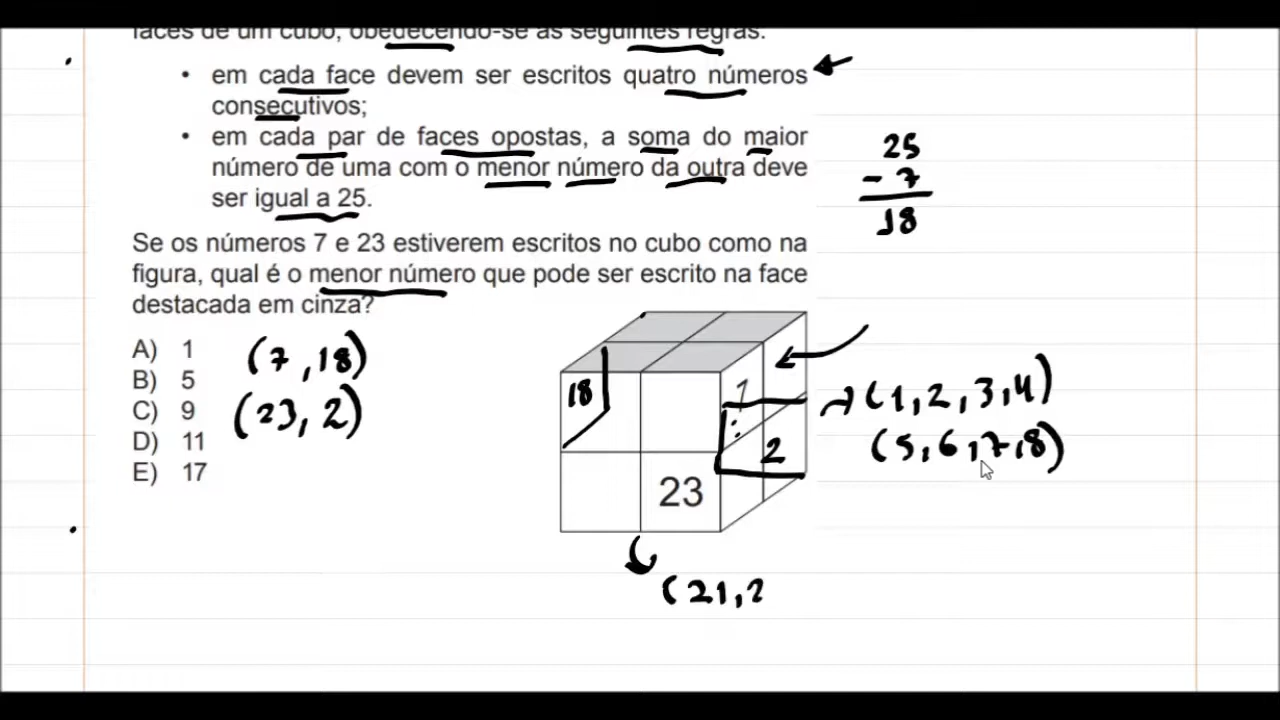 faces de um cubo, obedecendo-se às seguintes regras:
• em cada face devem ser escritos quatro números
consecutivos;
• em cada par de faces opostas, a soma do maior
número de uma com o menor número da outra deve
ser igual a 25.
25
- 7
18
Se os números 7 e 23 estiverem escritos no cubo como na
figura, qual é o menor número que pode ser escrito na face
destacada em cinza?
A) 1
B) 5
C) 9
D) 11
E) 17
(7, 18)
(23, 2)
18
7
2
23
(1, 2, 3, 4)
(5, 6, 7, 8)
(21, 2